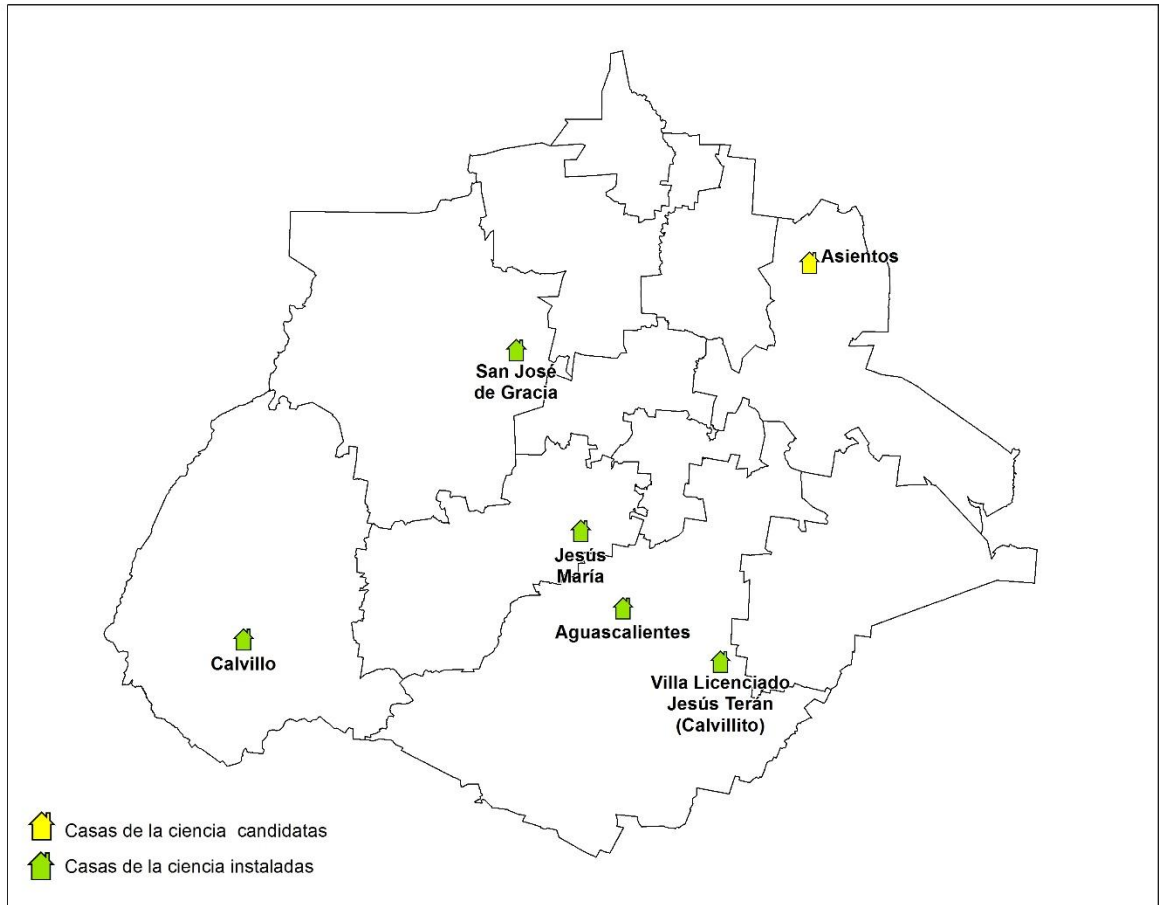 Asientos
San José
de Gracia
Jesús
María
Aguascalientes
Calvillo
Villa Licenciado
Jesús Terán
(Calvillito)
Casas de la ciencia candidatas
Casas de la ciencia instaladas